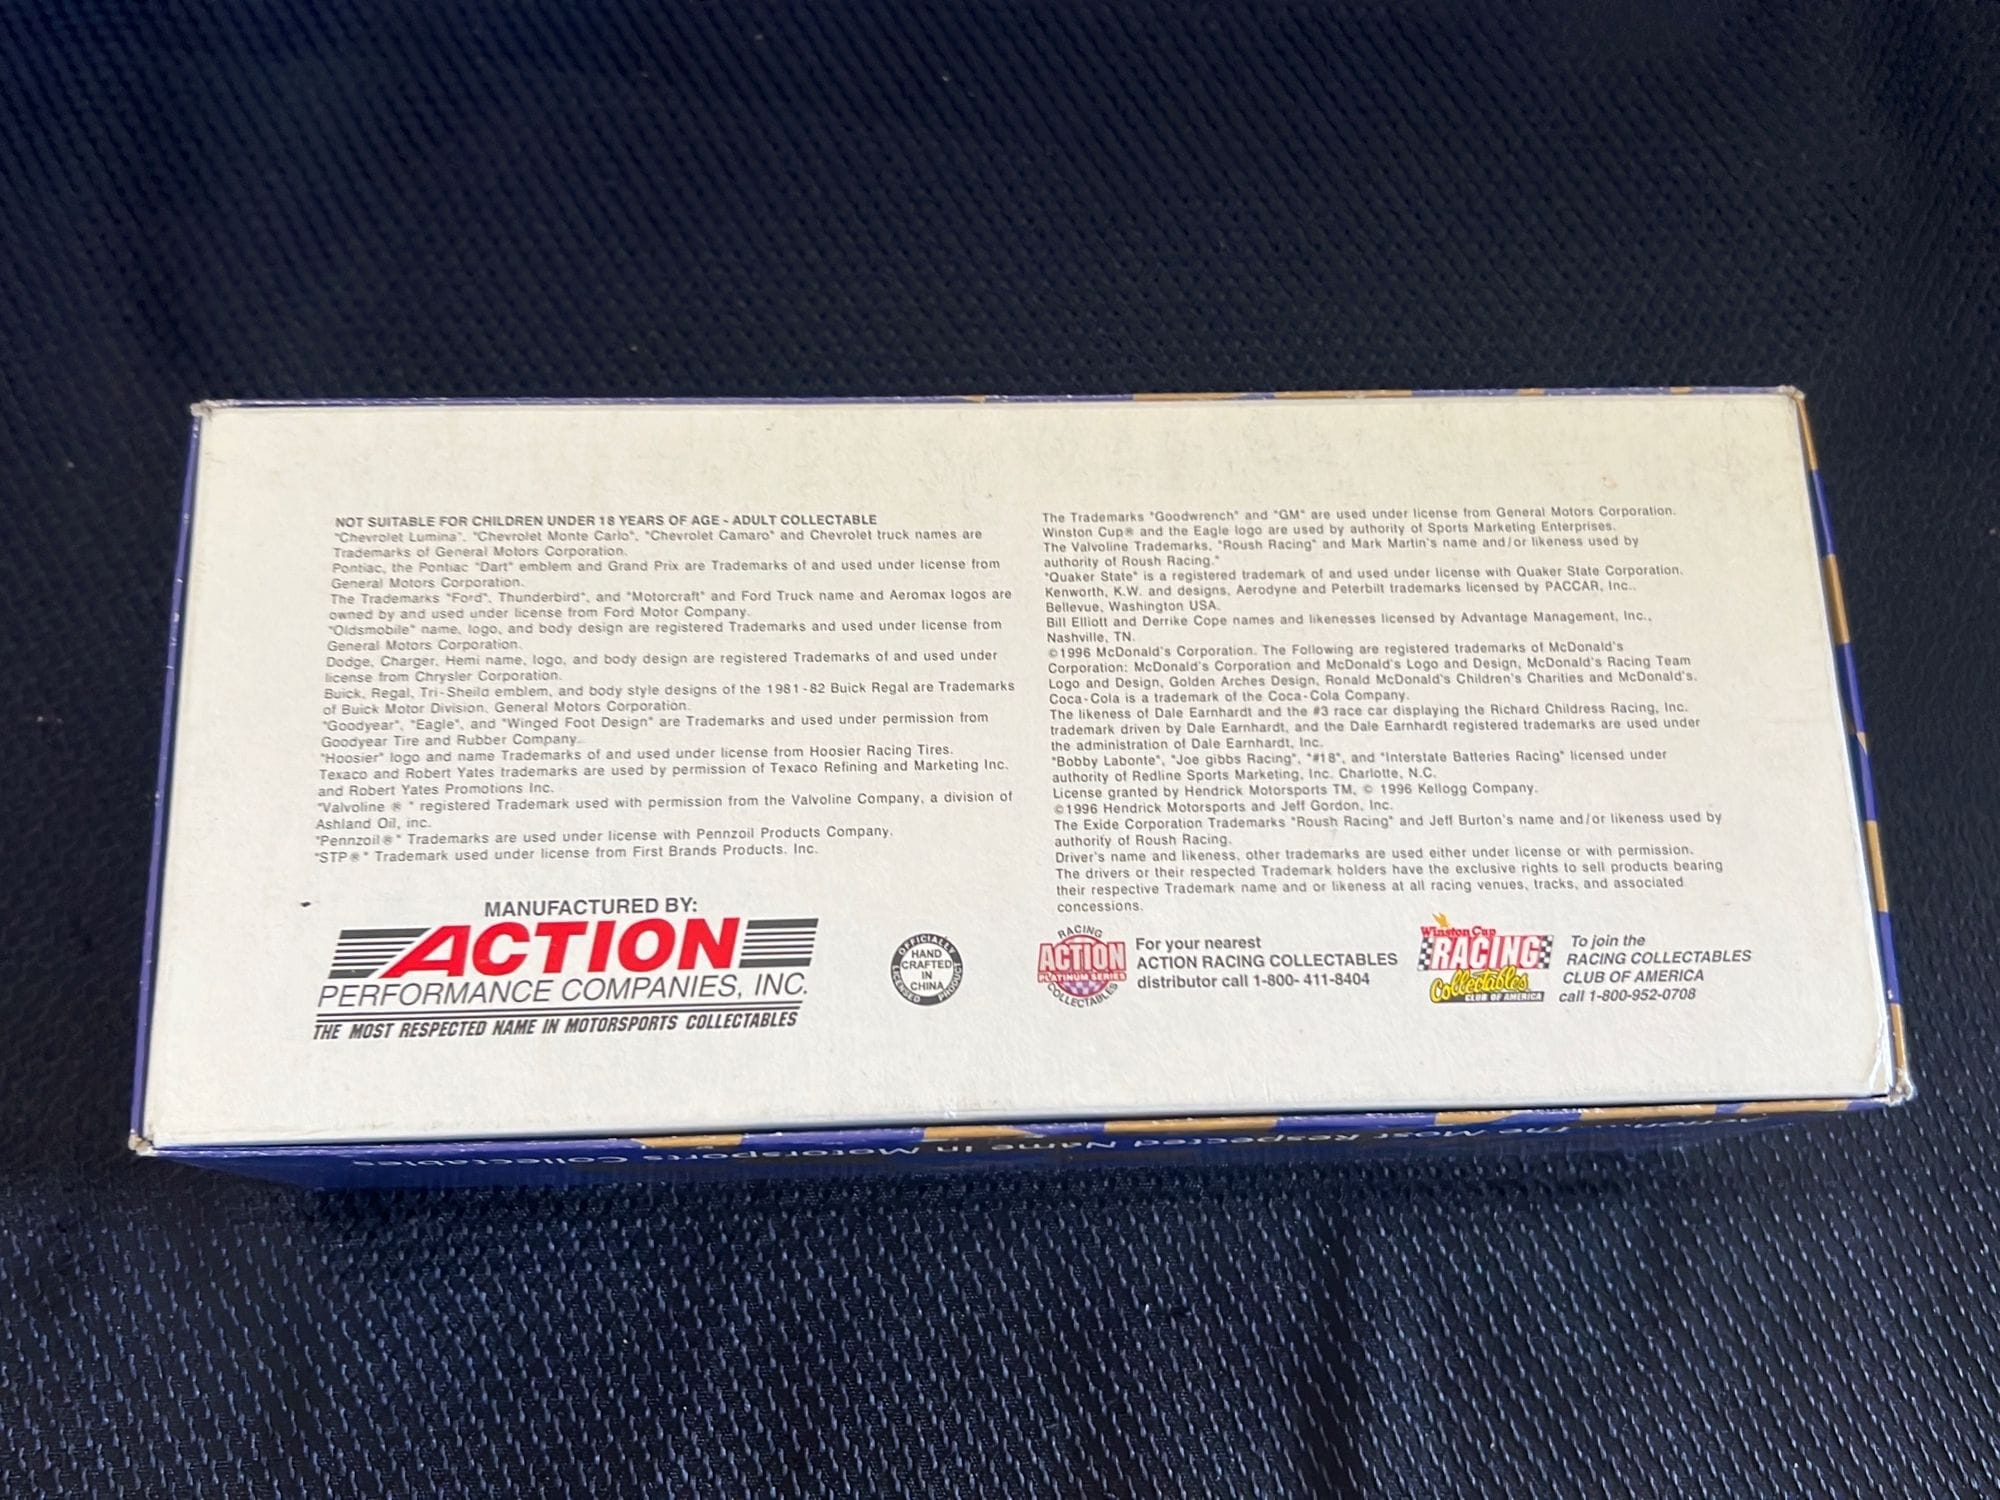 NOT SUITABLE FOR CHILDREN UNDER 18 YEARS OF AGE - ADULT COLLECTABLE
"Chevrolet Lumina", "Chevrolet Monte Carlo", "Chevrolet Camaro" and Chevrolet truck names are
Trademarks of General Motors Corporation.
Pontiac, the Pontiac "Dart" emblem and Grand Prix are Trademarks of and used under license from
General Motors Corporation.
The Trademarks "Ford", Thunderbird", and "Motorcraft" and Ford Truck name and Aeromax logos are
owned by and used under license from Ford Motor Company.
"Oldsmobile" name, logo, and body design are registered Trademarks and used under license from
General Motors Corporation.
Dodge, Charger, Hemi name, logo, and body design are registered Trademarks of and used under
license from Chrysler Corporation.
Buick, Regal, Tri-Sheild emblem, and body style designs of the 1981-82 Buick Regal are Trademarks
of Buick Motor Division, General Motors Corporation.
"Goodyear", "Eagle", and "Winged Foot Design" are Trademarks and used under permission from
Goodyear Tire and Rubber Company.
"Hoosier" logo and name Trademarks of and used under license from Hoosier Racing Tires.
Texaco and Robert Yates trademarks are used by permission of Texaco Refining and Marketing Inc.
and Robert Yates Promotions Inc.
"Valvoline ® " registered Trademark used with permission from the Valvoline Company, a division of
Ashland Oil, inc.
"Pennzoil®" Trademarks are used under license with Pennzoil Products Company.
"STP®" Trademark used under license from First Brands Products. Inc.
MANUFACTURED BY:
ACTION
PERFORMANCE COMPANIES, INC.
THE MOST RESPECTED NAME IN MOTORSPORTS COLLECTABLES
OFFICIALLY LICENSED PRODUCT
HAND
CRAFTED
IN
CHINA
The Trademarks "Goodwrench" and "GM" are used under license from General Motors Corporation.
Winston Cup® and the Eagle logo are used by authority of Sports Marketing Enterprises.
The Valvoline Trademarks, "Roush Racing" and Mark Martin's name and/or likeness used by
authority of Roush Racing."
"Quaker State" is a registered trademark of and used under license with Quaker State Corporation.
Kenworth, K.W. and designs, Aerodyne and Peterbilt trademarks licensed by PACCAR, Inc..
Bellevue, Washington USA.
Bill Elliott and Derrike Cope names and likenesses licensed by Advantage Management, Inc.,
Nashville, TN.
©1996 McDonald's Corporation. The Following are registered trademarks of McDonald's
Corporation: McDonald's Corporation and McDonald's Logo and Design, McDonald's Racing Team
Logo and Design, Golden Arches Design, Ronald McDonald's Children's Charities and McDonald's.
Coca-Cola is a trademark of the Coca-Cola Company.
The likeness of Dale Earnhardt and the #3 race car displaying the Richard Childress Racing, Inc.
trademark driven by Dale Earnhardt, and the Dale Earnhardt registered trademarks are used under
the administration of Dale Earnhardt, Inc.
"Bobby Labonte", "Joe gibbs Racing", "#18", and "Interstate Batteries Racing" licensed under
authority of Redline Sports Marketing, Inc. Charlotte, N.C.
License granted by Hendrick Motorsports TM, © 1996 Kellogg Company.
©1996 Hendrick Motorsports and Jeff Gordon, Inc.
The Exide Corporation Trademarks "Roush Racing" and Jeff Burton's name and/or likeness used by
authority of Roush Racing.
Driver's name and likeness, other trademarks are used either under license or with permission.
The drivers or their respected Trademark holders have the exclusive rights to sell products bearing
their respective Trademark name and or likeness at all racing venues, tracks, and associated
concessions.
RACING
ACTION
PLATINUM SERIES
COLLECTABLES
For your nearest
ACTION RACING COLLECTABLES
distributor call 1-800- 411-8404
Winston Cup
RACING
Collectables
CLUB OF AMERICA
To join the
RACING COLLECTABLES
CLUB OF AMERICA
call 1-800-952-0708
Action... The Most Respected Name In Motorsports Collectables